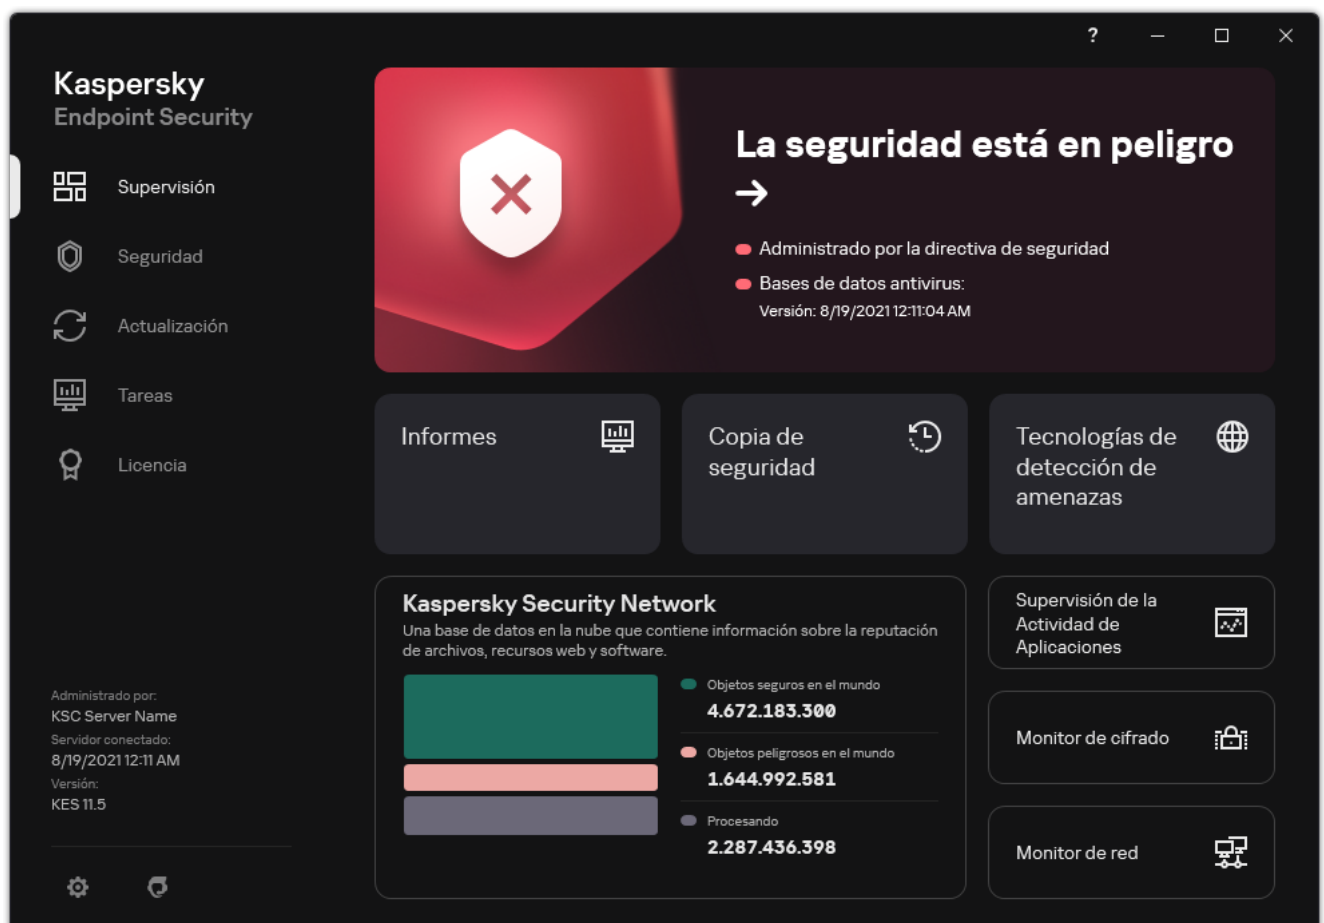 ?
Kaspersky
Endpoint Security
Supervisión
Seguridad
Actualización
Tareas
Licencia
Administrado por:
KSC Server Name
Servidor conectado:
8/19/2021 12:11 AM
Versión:
KES 11.5
La seguridad está en peligro
Administrado por la directiva de seguridad
Bases de datos antivirus:
Versión: 8/19/2021 12:11:04 AM
Informes
Copia de
seguridad
Tecnologías de
detección de
amenazas
Kaspersky Security Network
Una base de datos en la nube que contiene información sobre la reputación
de archivos, recursos web y software.
Objetos seguros en el mundo
4.672.183.300
Objetos peligrosos en el mundo
1.644.992.581
Procesando
2.287.436.398
Supervisión de la
Actividad de
Aplicaciones
Monitor de cifrado
Monitor de red